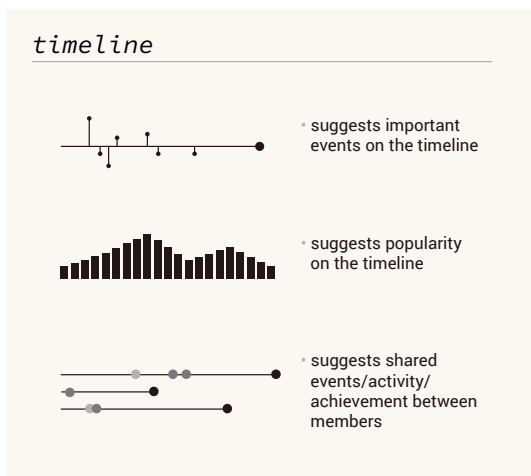 timeline
• suggests important
events on the timeline
• suggests popularity
on the timeline
• suggests shared
events/activity/
achievement between
members